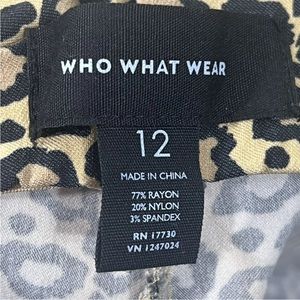 WHO WHAT WEAR
12
MADE IN CHINA
77% RAYON
20% NYLON
3% SPANDEX
RN 17730
VN 1247024